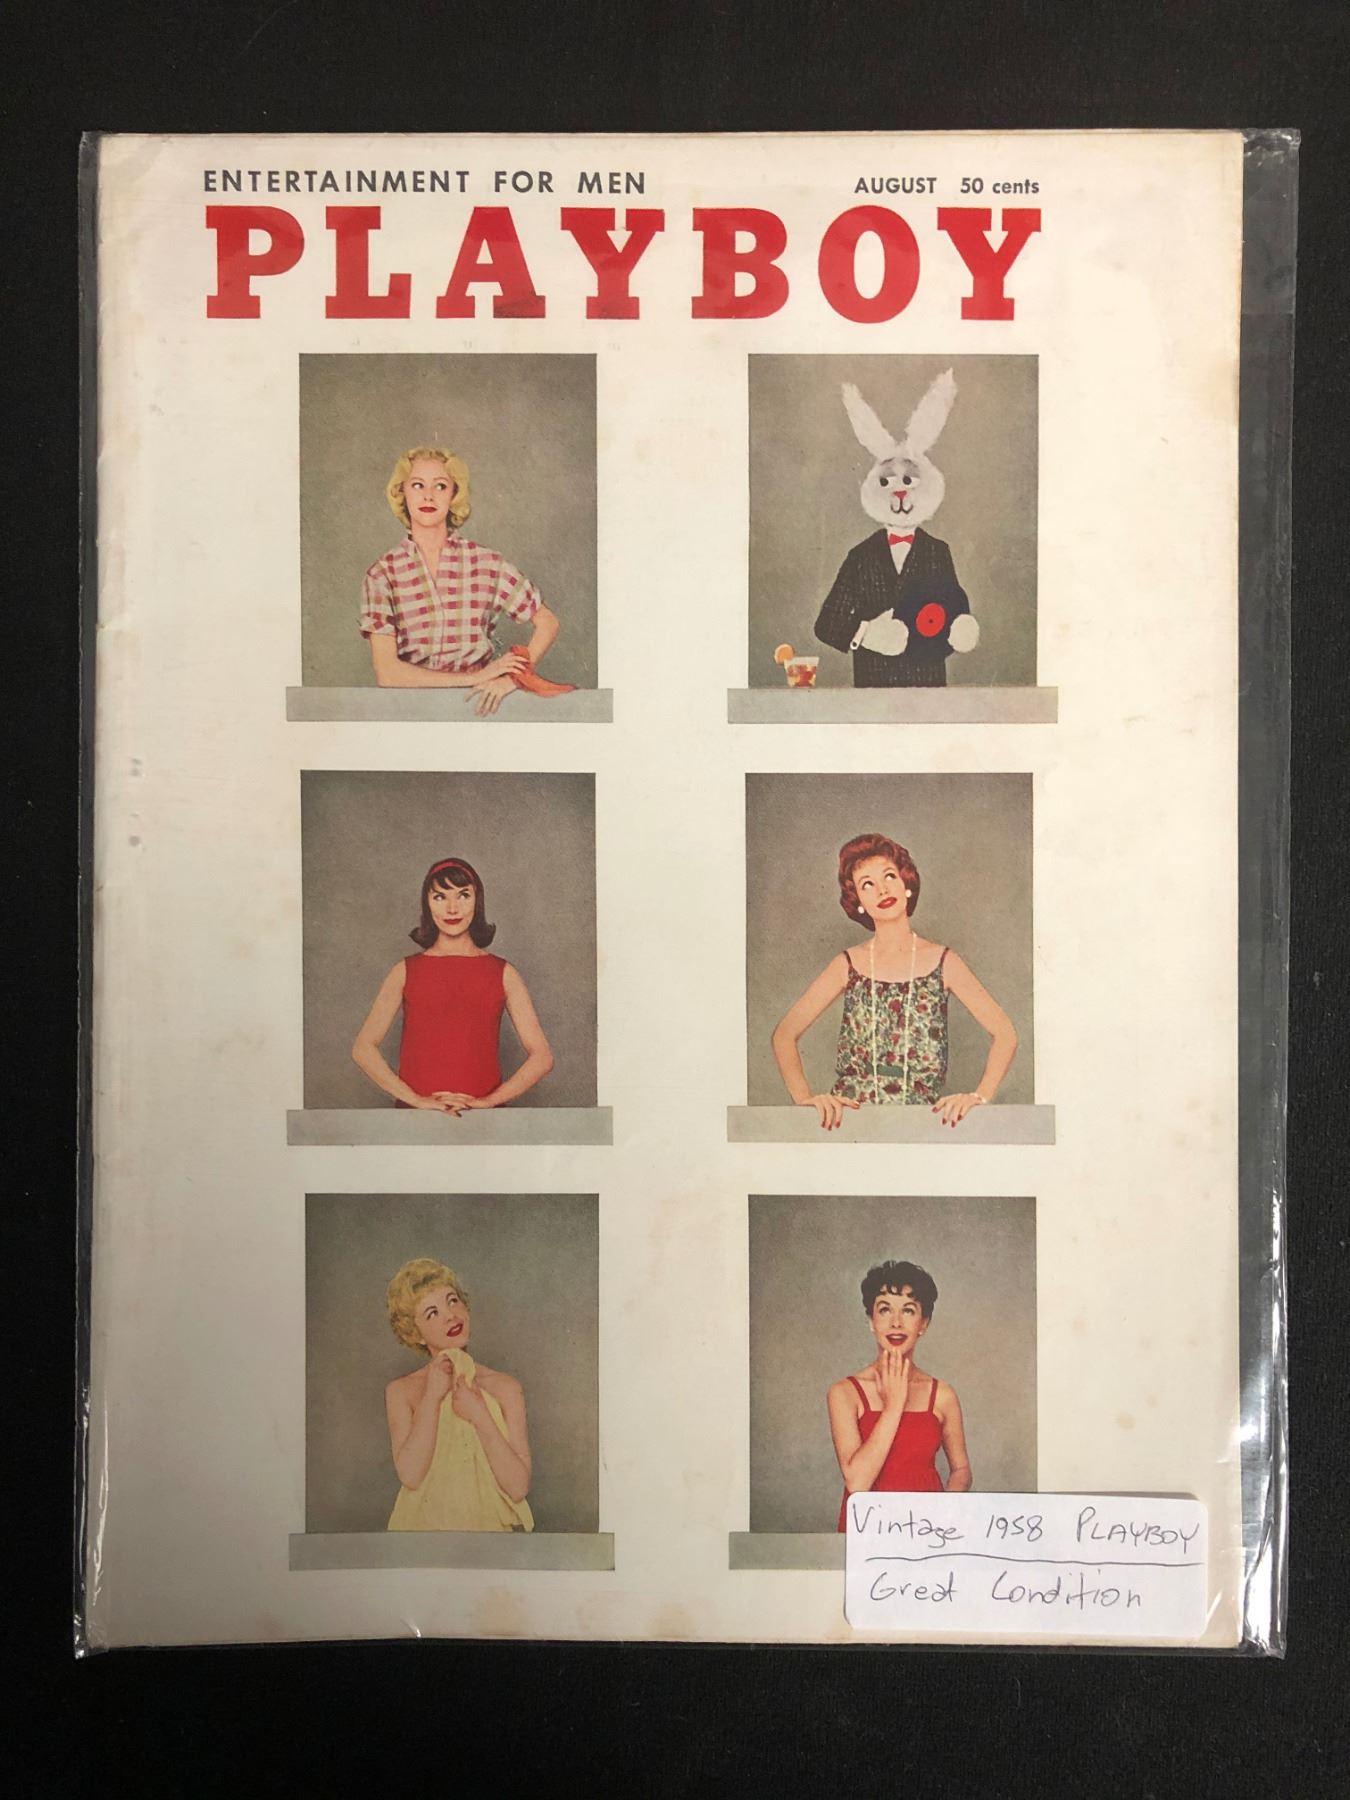 ENTERTAINMENT FOR MEN
AUGUST 50 cents
PLAYBOY
Vintage 1958 PLAYBOY
Great Condition